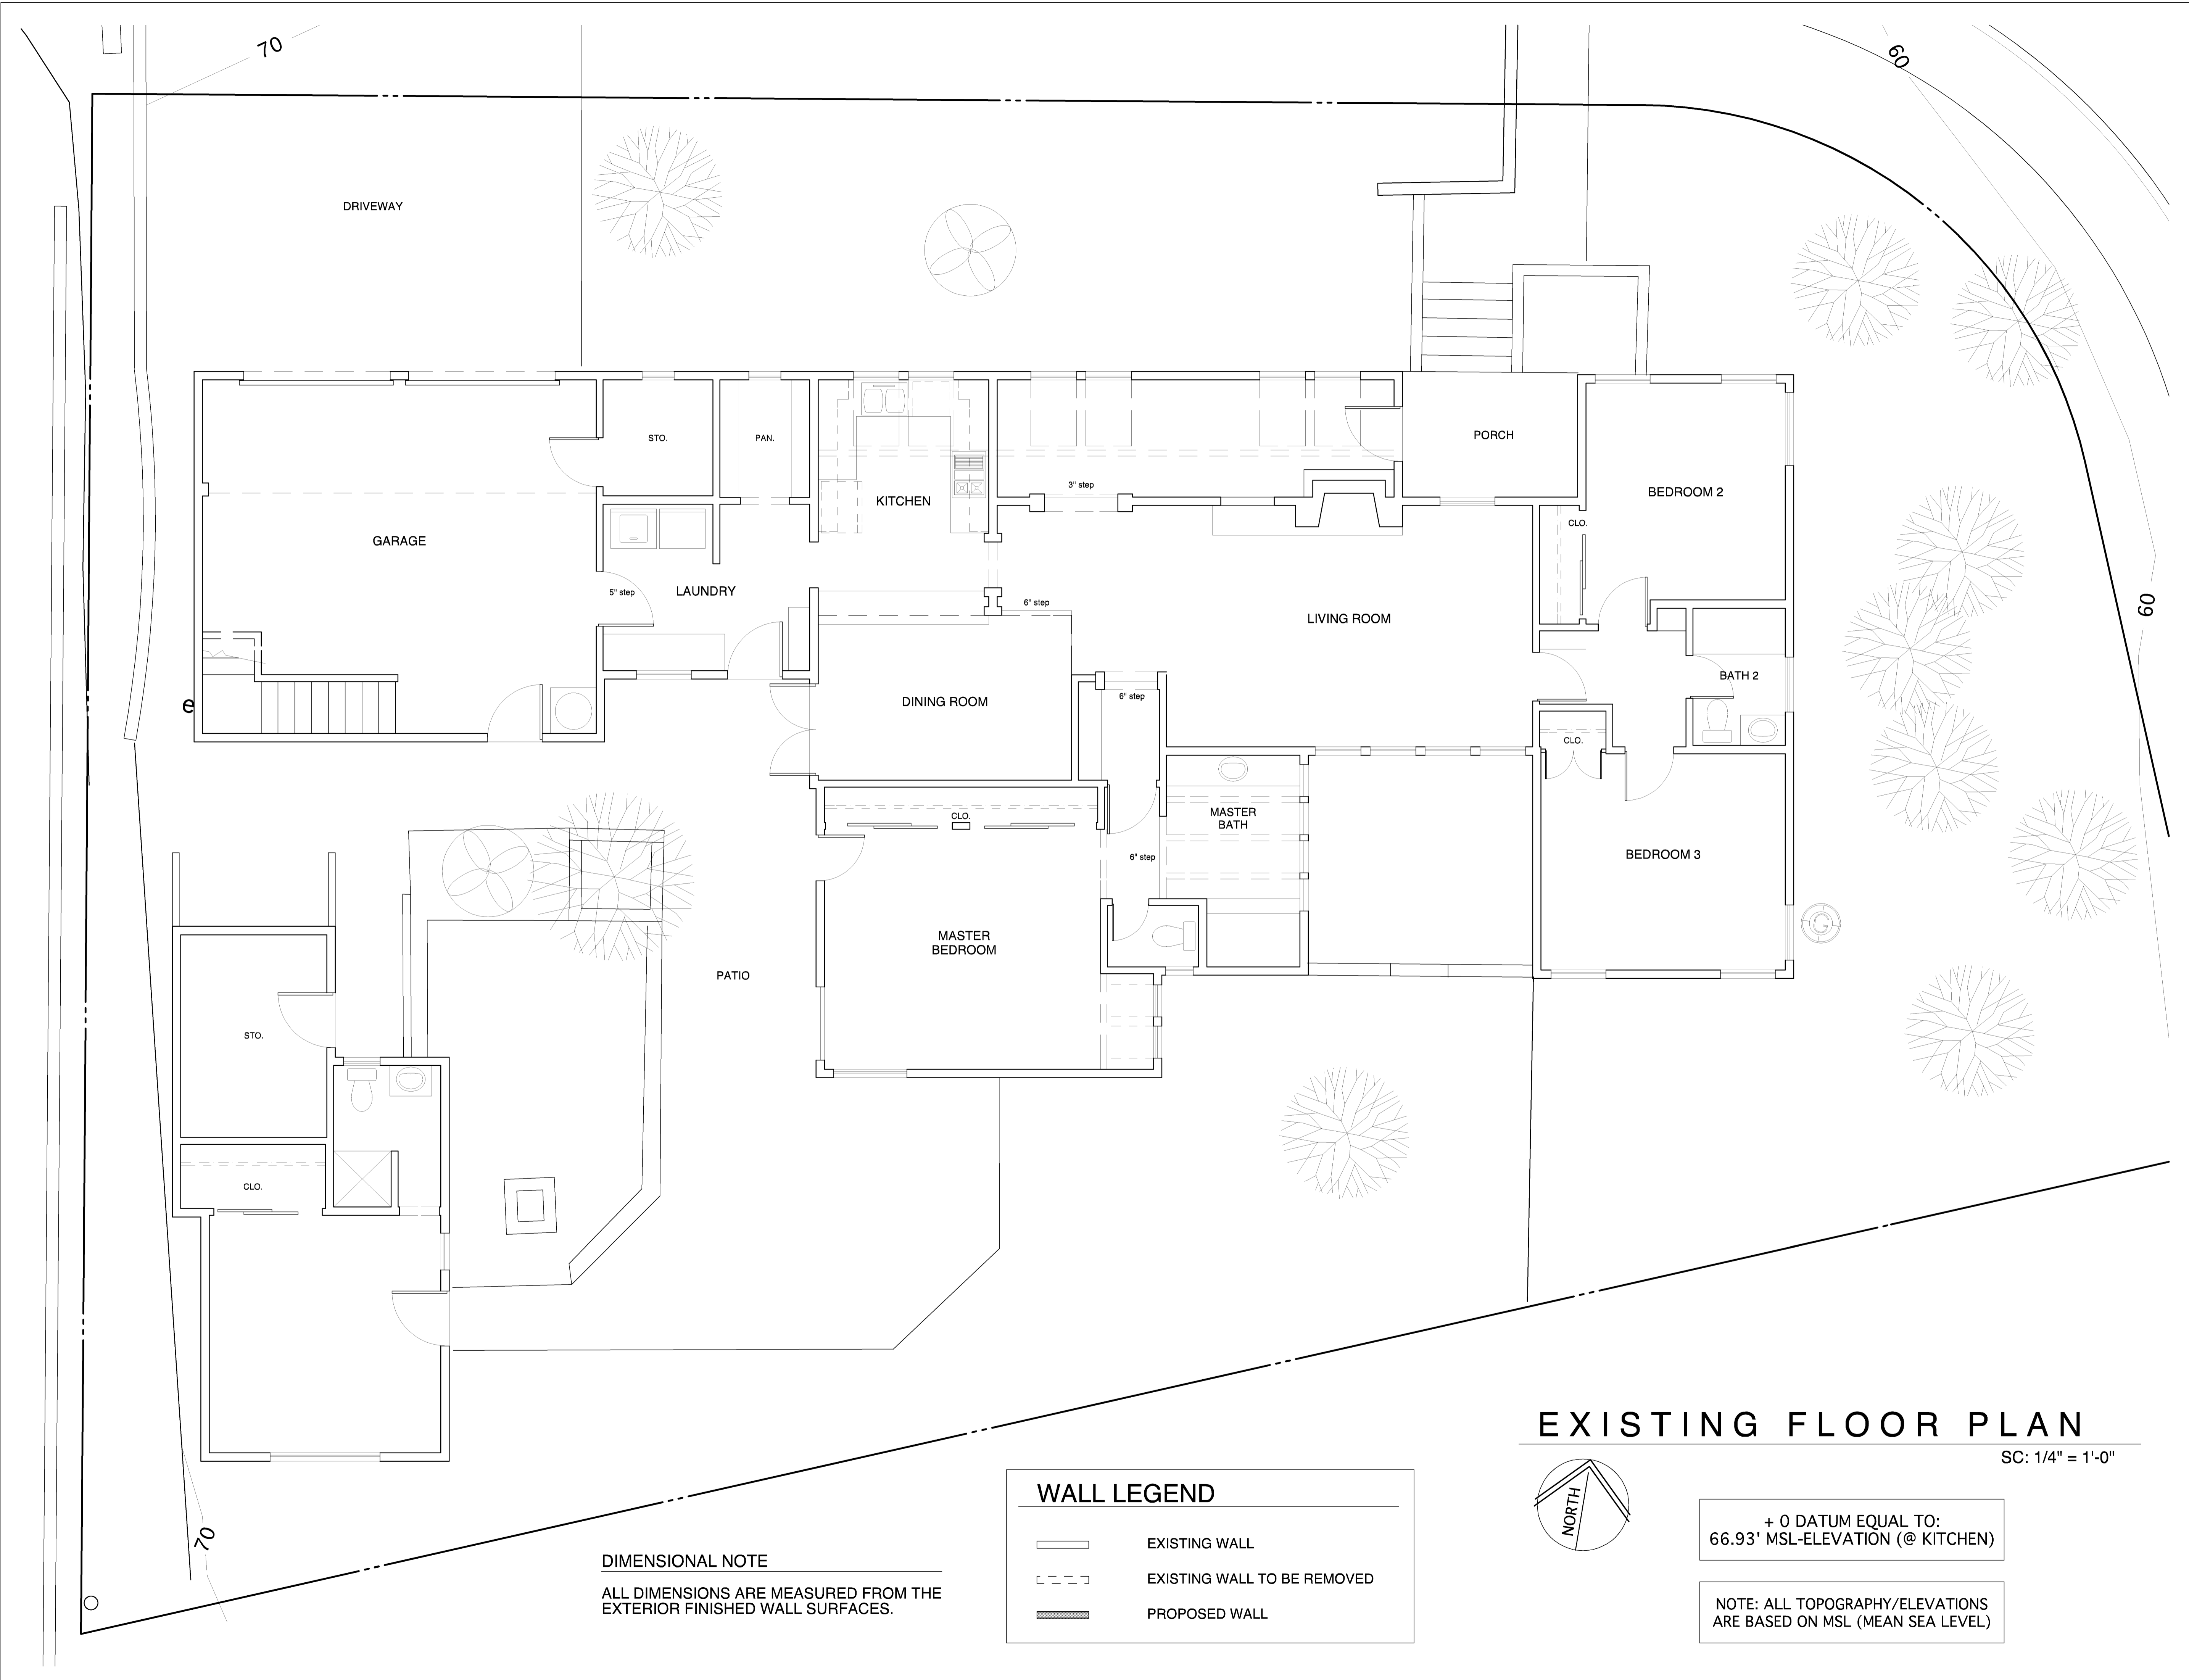 70
60
DRIVEWAY
STO.
PAN.
KITCHEN
3" step
PORCH
BEDROOM 2
CLO.
GARAGE
5" step
LAUNDRY
6" step
LIVING ROOM
60
BATH 2
e
DINING ROOM
6" step
CLO.
CLO.
MASTER
BATH
6" step
BEDROOM 3
G
MASTER
BEDROOM
PATIO
STO.
CLO.
70
EXISTING FLOOR PLAN
SC: 1/4" = 1'-0"
NORTH
+ 0 DATUM EQUAL TO:
66.93' MSL-ELEVATION (@ KITCHEN)
NOTE: ALL TOPOGRAPHY/ELEVATIONS
ARE BASED ON MSL (MEAN SEA LEVEL)
WALL LEGEND
EXISTING WALL
EXISTING WALL TO BE REMOVED
PROPOSED WALL
DIMENSIONAL NOTE
ALL DIMENSIONS ARE MEASURED FROM THE
EXTERIOR FINISHED WALL SURFACES.